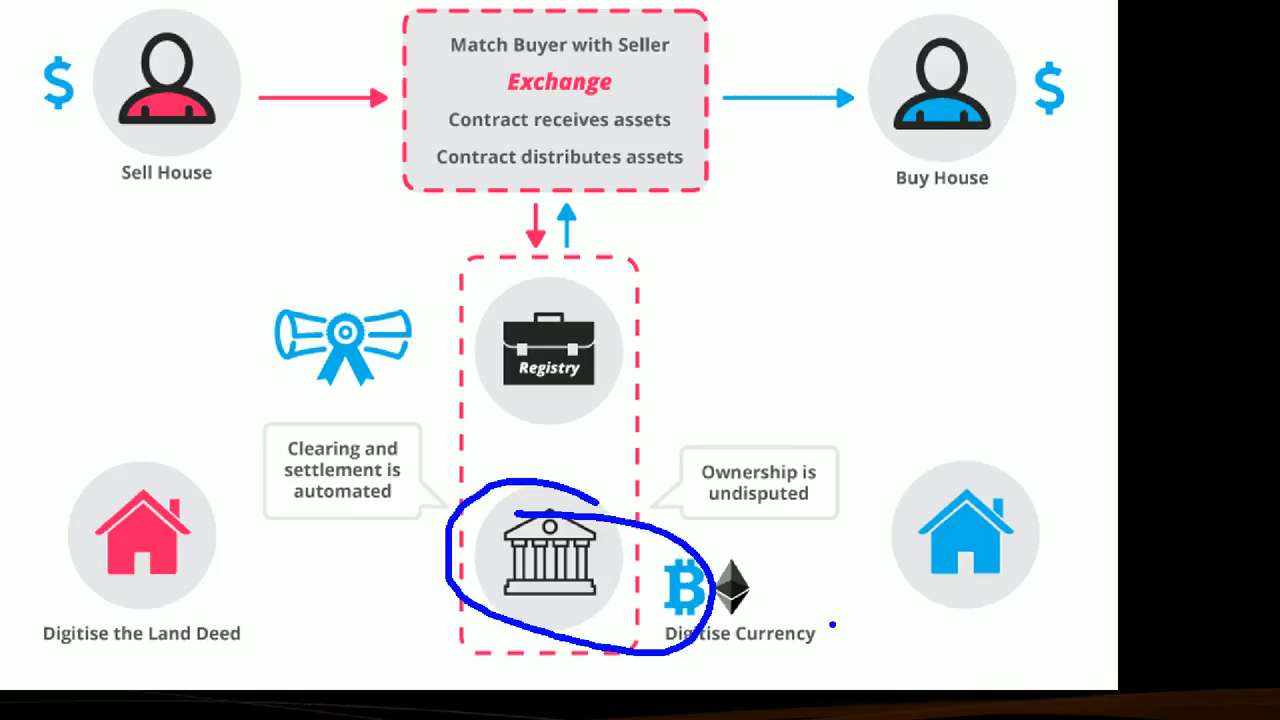 $
Match Buyer with Seller
Exchange
Contract receives assets
Contract distributes assets
$
Sell House
Buy House
Registry
Clearing and
settlement is
automated
Ownership is
undisputed
Digitise the Land Deed
Digitise Currency